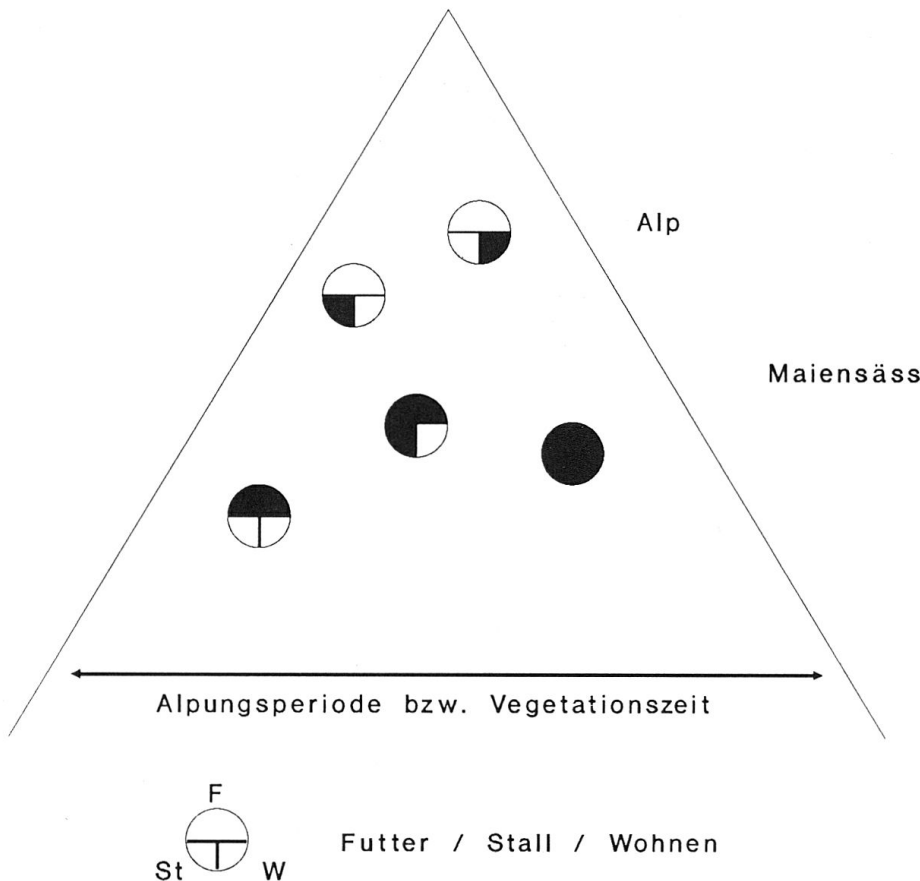 Alp
Maiensäss
Alpungsperiode bzw. Vegetationszeit
F
St W
Futter / Stall / Wohnen